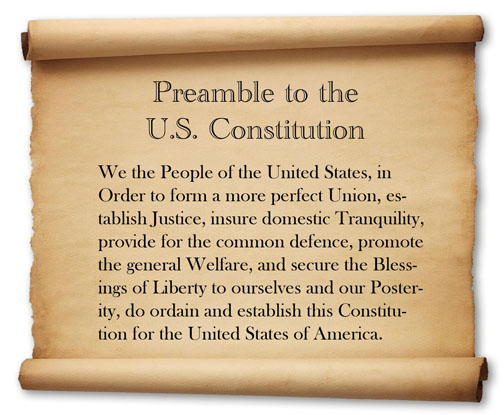 Preamble to the
U.S. Constitution
We the People of the United States, in
Order to form a more perfect Union, es-
tablish Justice, insure domestic Tranquility,
provide for the common defence, promote
the general Welfare, and secure the Bless-
ings of Liberty to ourselves and our Poster-
ity, do ordain and establish this Constitu-
tion for the United States of America.